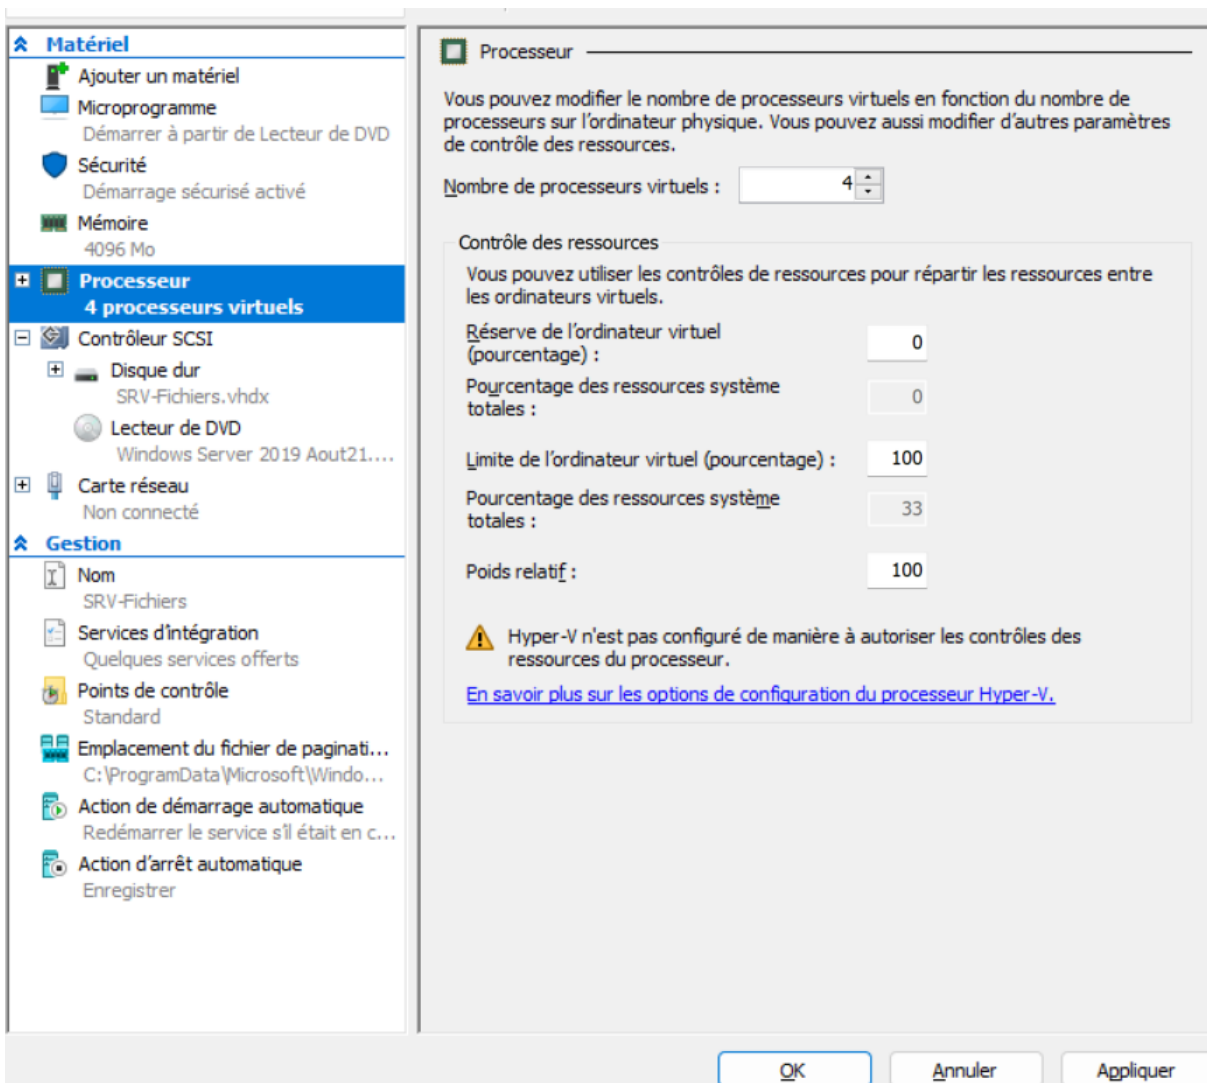 Matériel
Ajouter un matériel
Microprogramme
Démarrer à partir de Lecteur de DVD
Sécurité
Démarrage sécurisé activé
Mémoire
4096 Mo
Processeur
4 processeurs virtuels
Contrôleur SCSI
Disque dur
SRV-Fichiers.vhdx
Lecteur de DVD
Windows Server 2019 Aout21....
Carte réseau
Non connecté
Gestion
Nom
SRV-Fichiers
Services d'intégration
Quelques services offerts
Points de contrôle
Standard
Emplacement du fichier de paginati...
C:\ProgramData\Microsoft\Windo...
Action de démarrage automatique
Redémarrer le service s'il était en c...
Action d'arrêt automatique
Enregistrer
Processeur
Vous pouvez modifier le nombre de processeurs virtuels en fonction du nombre de
processeurs sur l'ordinateur physique. Vous pouvez aussi modifier d'autres paramètres
de contrôle des ressources.
Nombre de processeurs virtuels : 4
Contrôle des ressources
Vous pouvez utiliser les contrôles de ressources pour répartir les ressources entre
les ordinateurs virtuels.
Réserve de l'ordinateur virtuel
(pourcentage) : 0
Pourcentage des ressources système
totales : 0
Limite de l'ordinateur virtuel (pourcentage) : 100
Pourcentage des ressources système
totales : 33
Poids relatif : 100
Hyper-V n'est pas configuré de manière à autoriser les contrôles des
ressources du processeur.
En savoir plus sur les options de configuration du processeur Hyper-V.
OK
Annuler
Appliquer